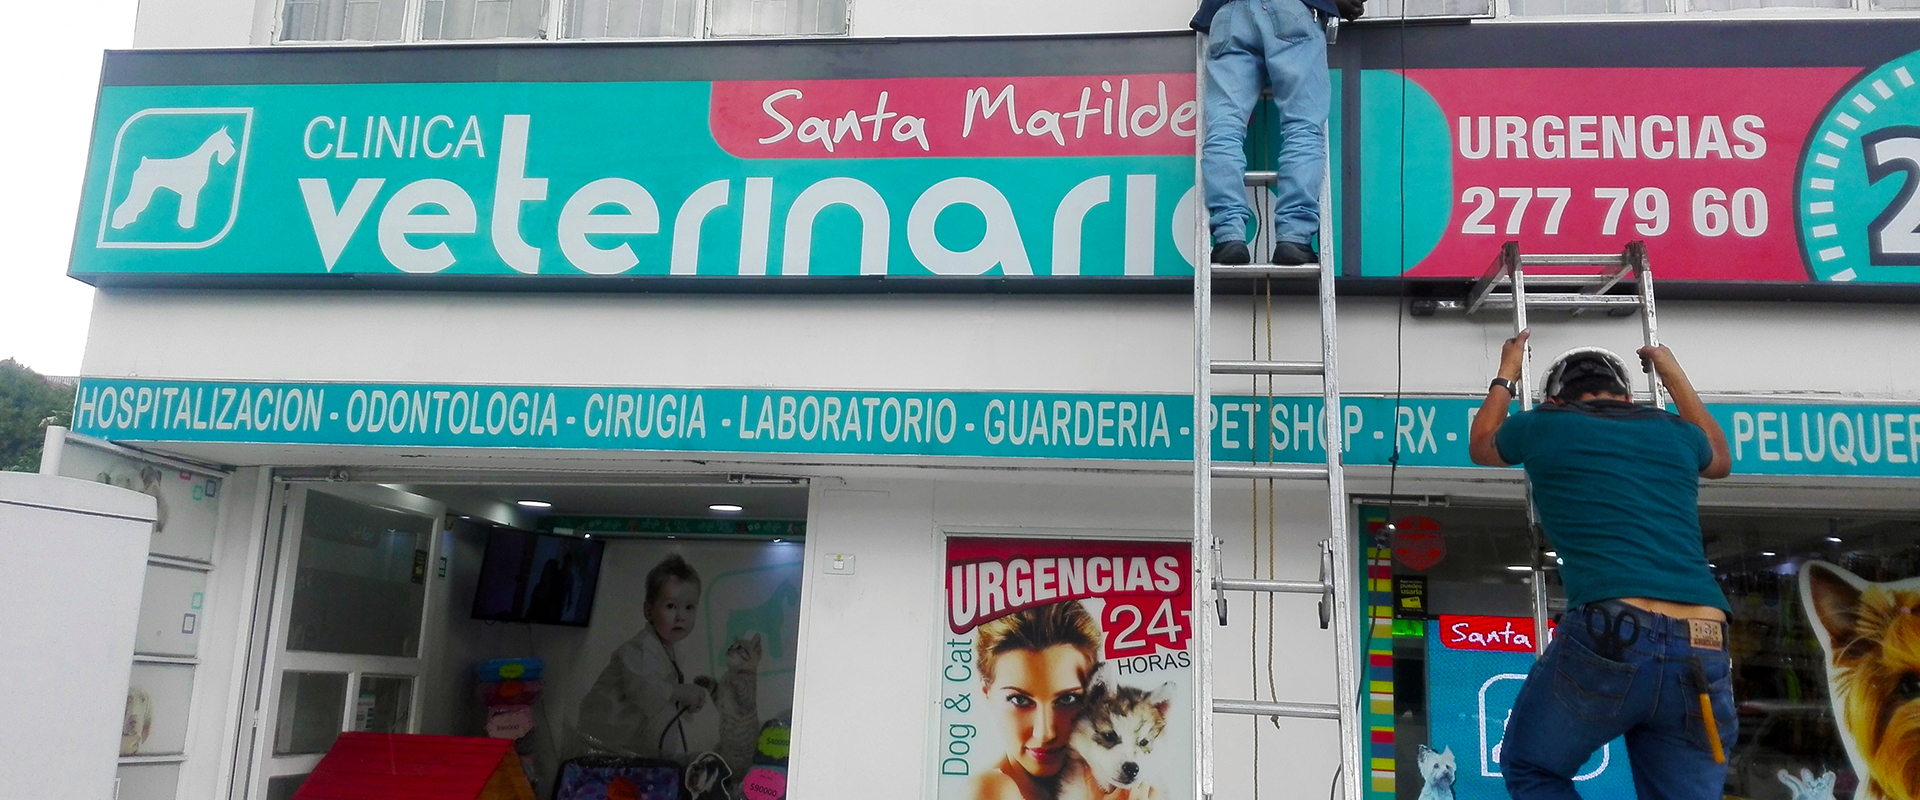 CLINICA
Santa Matilde
veterinaria
URGENCIAS
277 79 60
HOSPITALIZACION - ODONTOLOGIA - CIRUGIA - LABORATORIO - GUARDERIA - PET SHOP - RX -
PELUQUER
URGENCIAS
24
HORAS
Dog & Cat
Santa
$90000